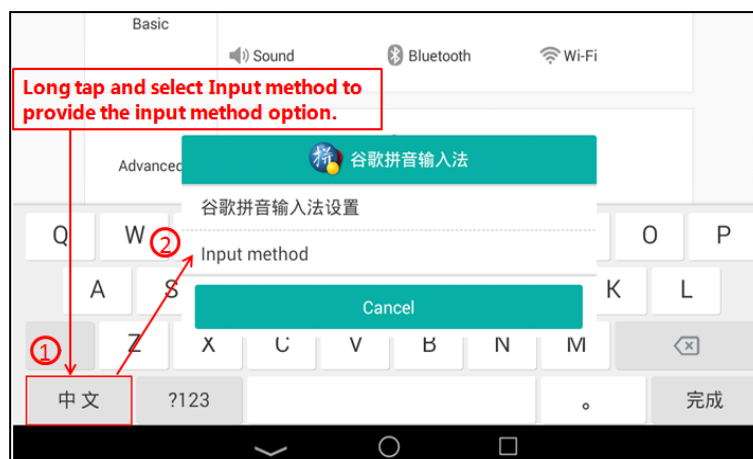 Basic
Sound
Bluetooth
Wi-Fi
Long tap and select Input method to
provide the input method option.
Advanced
谷歌拼音输入法
谷歌拼音输入法设置
Input method
Cancel
Q W O P
2
A S K L
1
Z X C V B N M
中文 ?123 。 完成